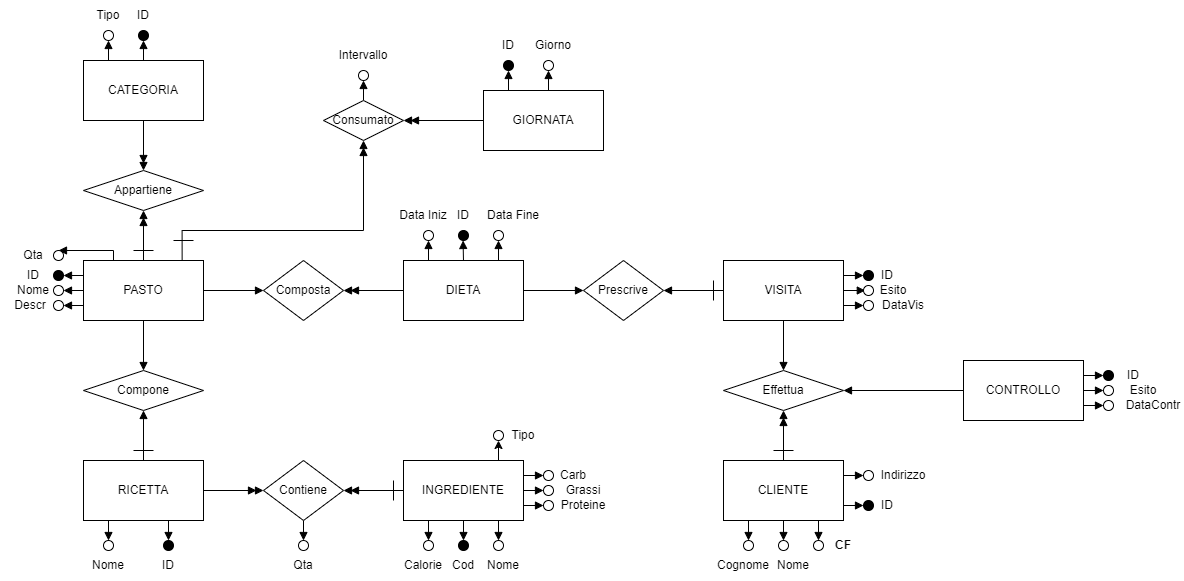 Tipo ID
CATEGORIA
Intervallo
ID Giorno
Consumato
GIORNATA
Appartiene
Data Iniz ID Data Fine
Qta
ID
Nome
Descr
PASTO
Composta
DIETA
Prescrive
VISITA
ID
Esito
DataVis
Compone
Effettua
CONTROLLO
ID
Esito
DataContr
Tipo
RICETTA
Contiene
INGREDIENTE
Carb
Grassi
Proteine
CLIENTE
Indirizzo
ID
Nome ID
Qta
Calorie Cod Nome
Cognome Nome
CF